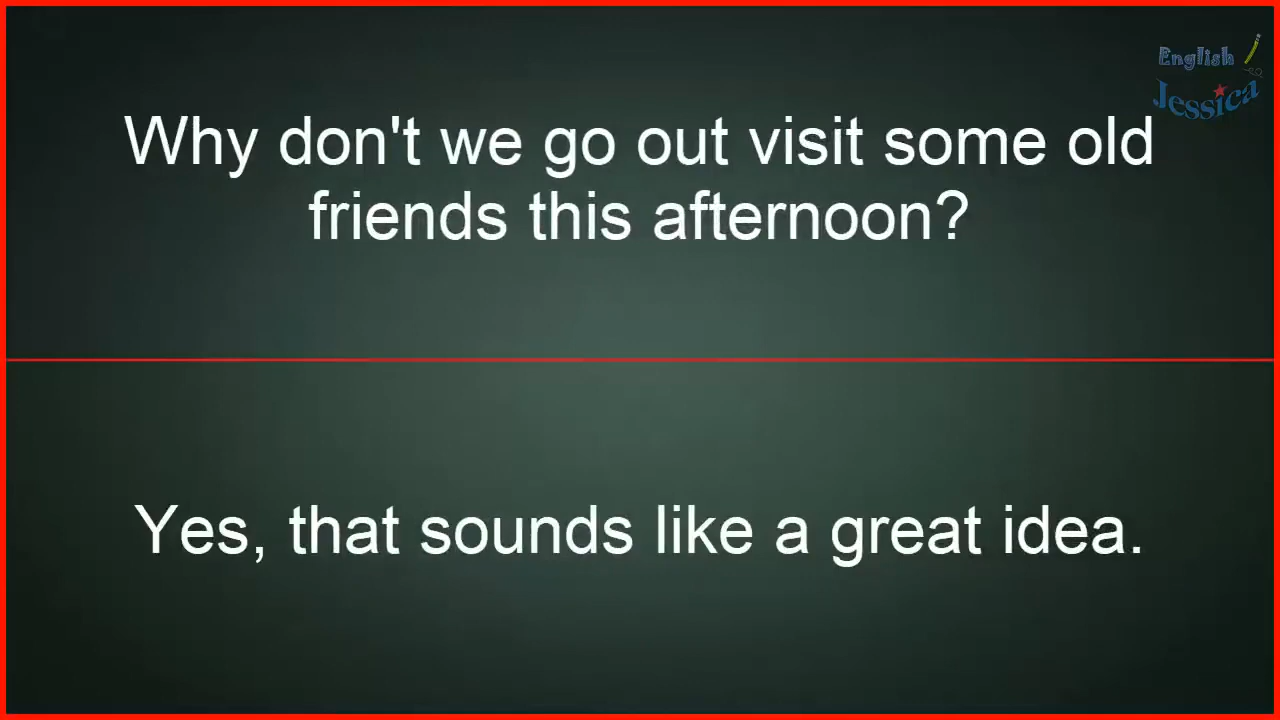 English
Jessica
Why don't we go out visit some old
friends this afternoon?
Yes, that sounds like a great idea.